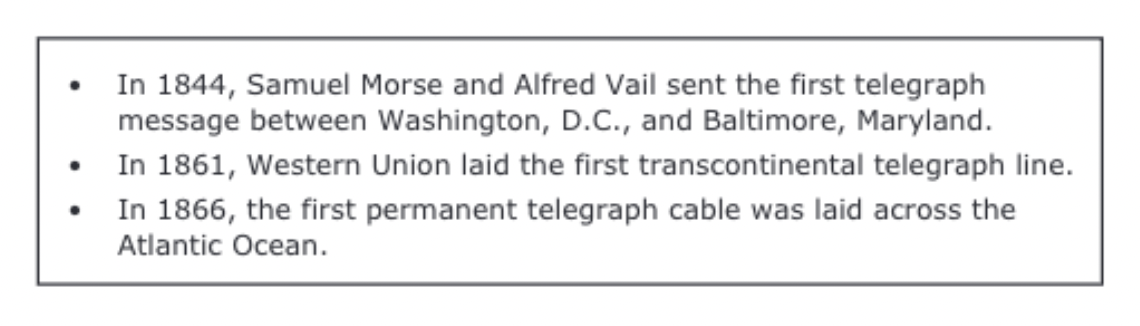 • In 1844, Samuel Morse and Alfred Vail sent the first telegraph
message between Washington, D.C., and Baltimore, Maryland.
• In 1861, Western Union laid the first transcontinental telegraph line.
• In 1866, the first permanent telegraph cable was laid across the
Atlantic Ocean.